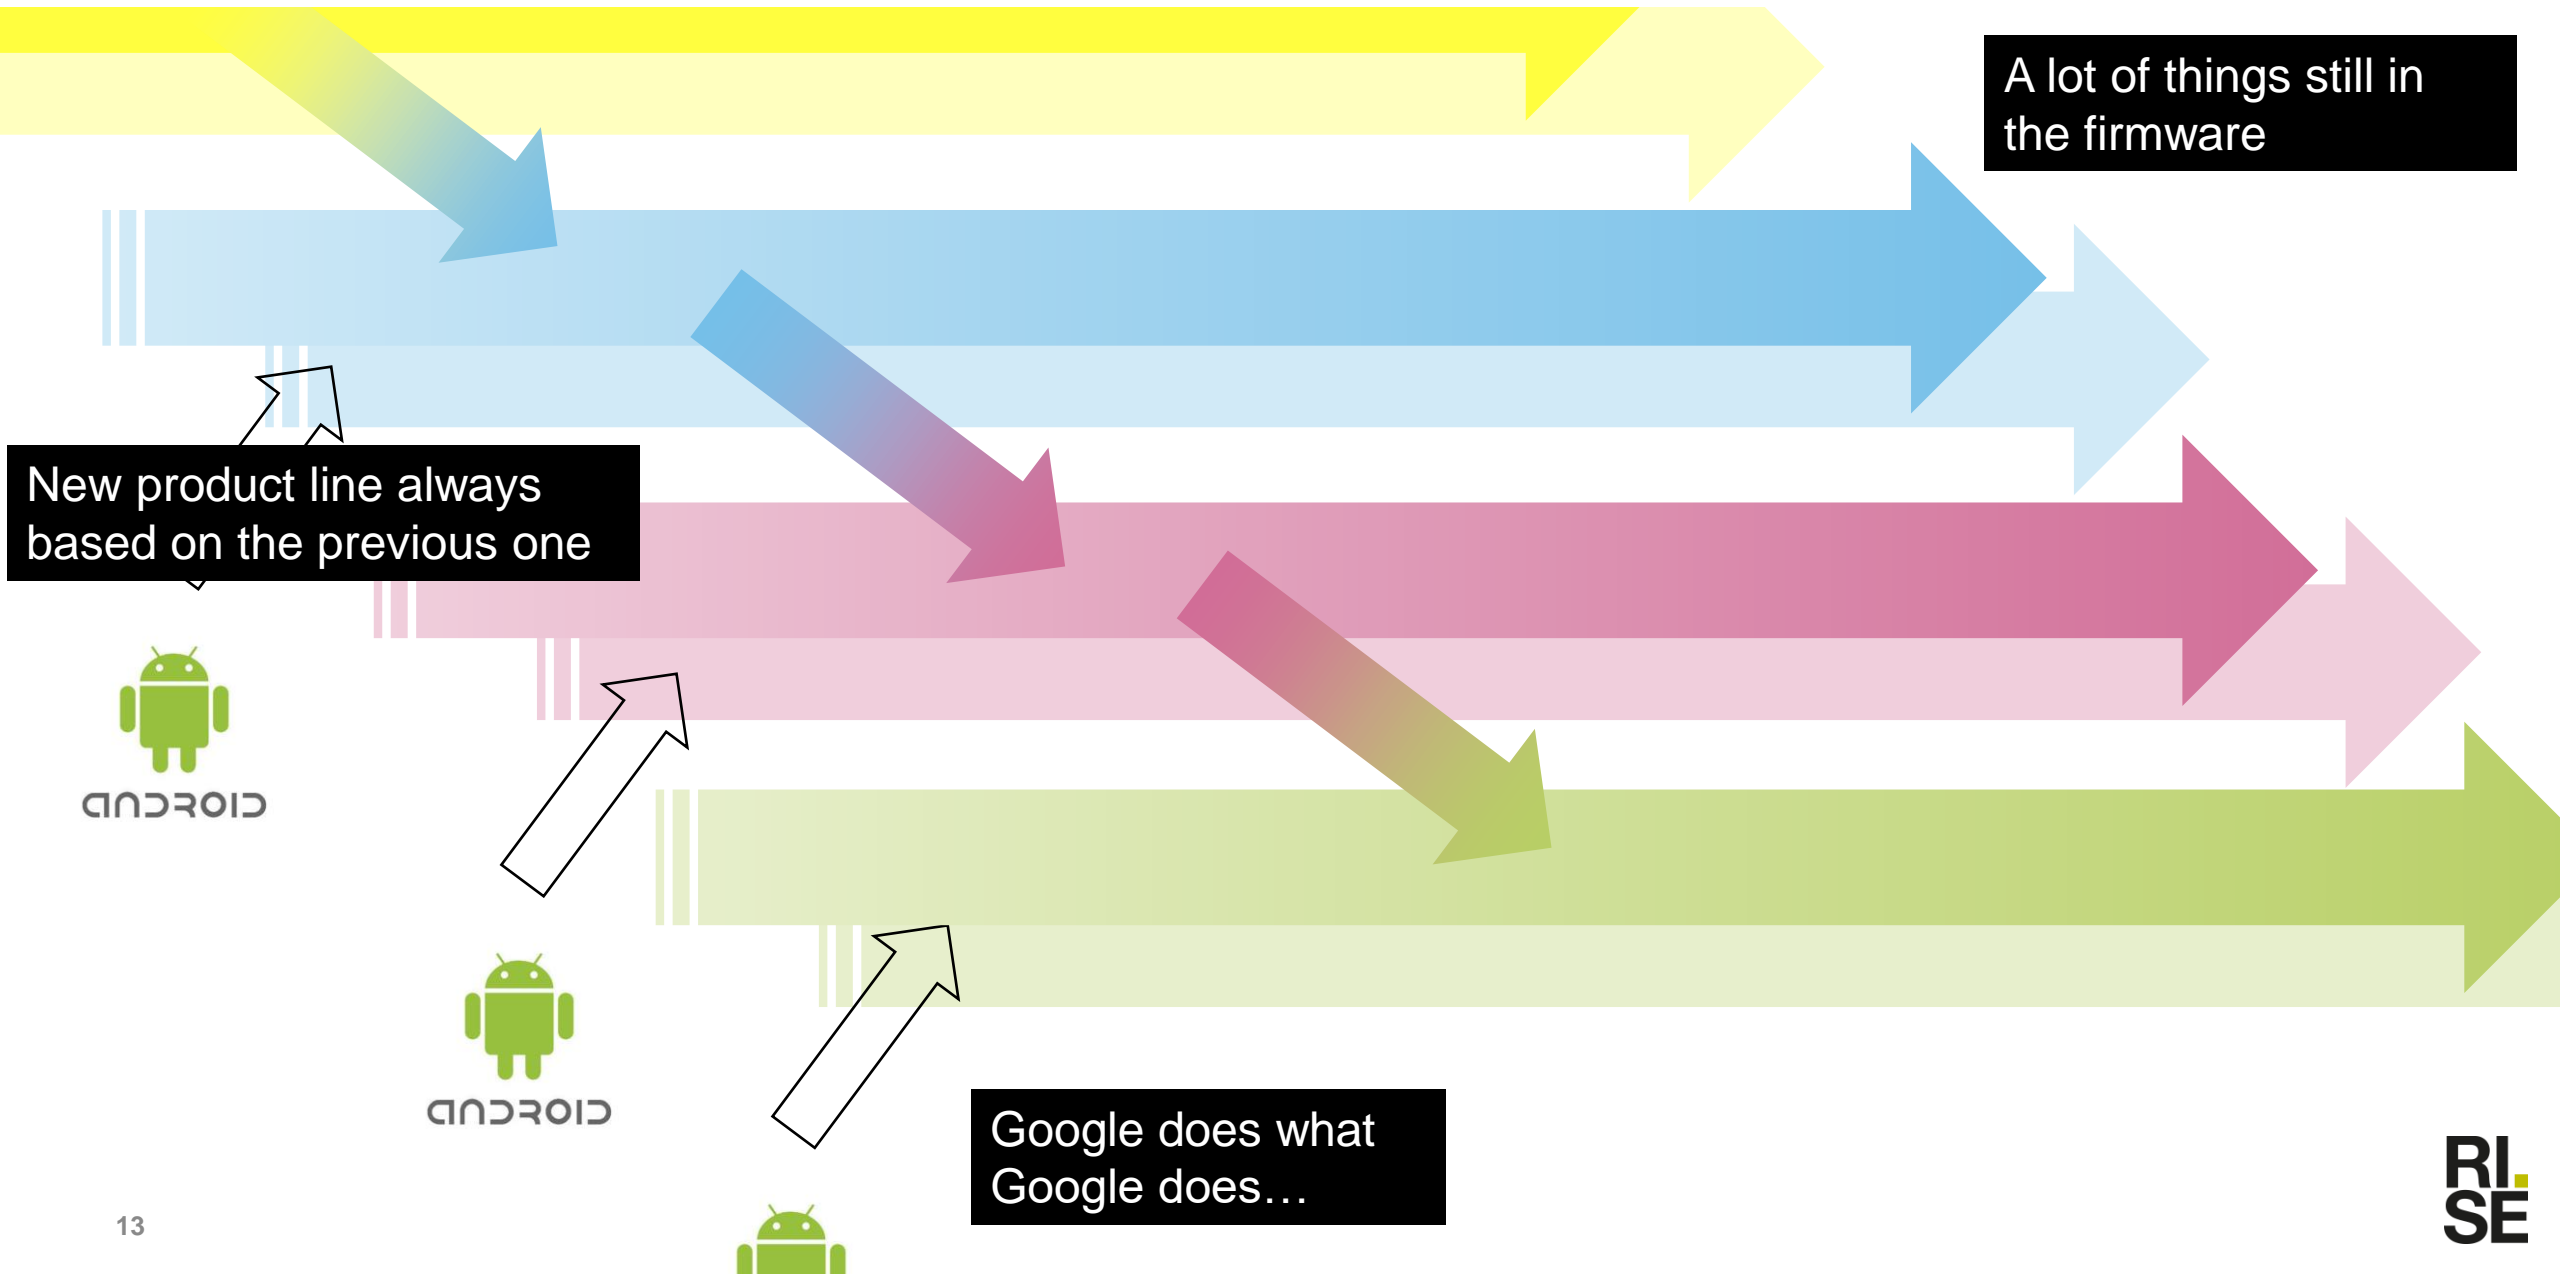 A lot of things still in
the firmware
New product line always
based on the previous one
android
android
Google does what
Google does…
13
RI.
SE